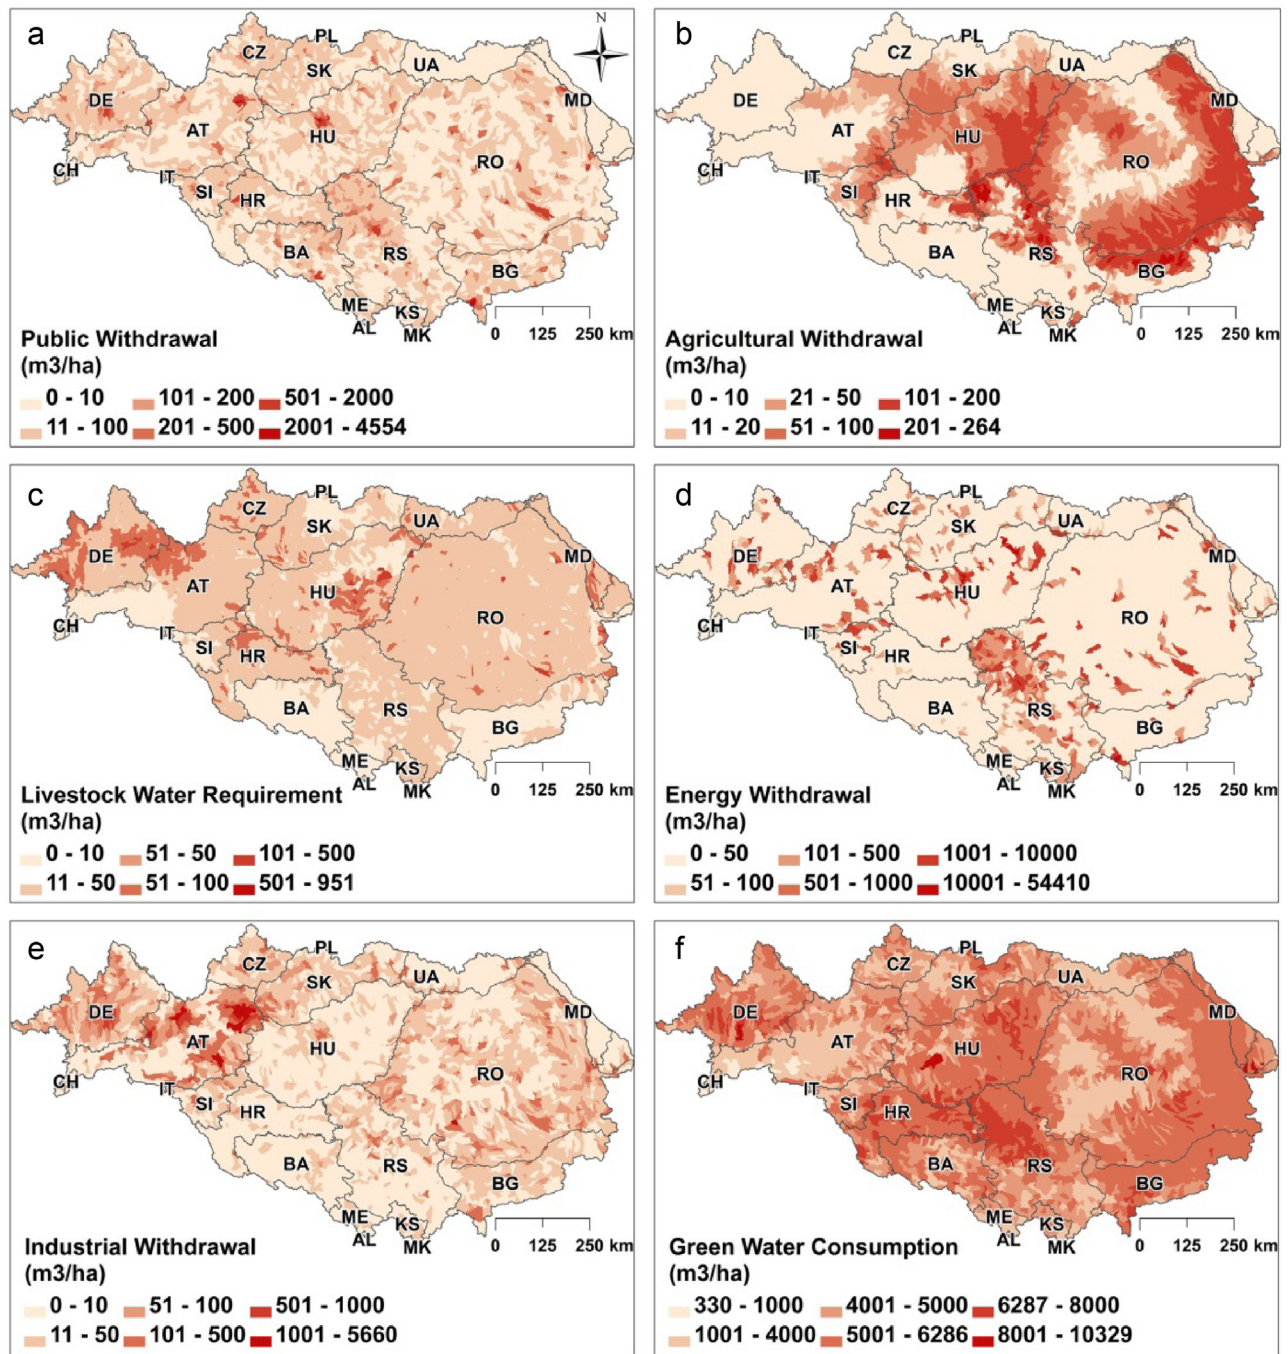 a
N
CZ
PL
SK
UA
DE
MD
AT
HU
RO
CH
IT
SI
HR
BA
RS
BG
ME
KS
AL
MK
0 125 250 km
Public Withdrawal
(m3/ha)
0 - 10 101 - 200 501 - 2000
11 - 100 201 - 500 2001 - 4554
b
CZ
PL
SK
UA
DE
MD
AT
HU
RO
CH
IT
SI
HR
BA
RS
BG
ME
KS
AL
MK
0 125 250 km
Agricultural Withdrawal
(m3/ha)
0 - 10 21 - 50 101 - 200
11 - 20 51 - 100 201 - 264
c
CZ
PL
SK
UA
DE
MD
AT
HU
RO
CH
IT
SI
HR
BA
RS
BG
ME
KS
AL
MK
0 125 250 km
Livestock Water Requirement
(m3/ha)
0 - 10 51 - 50 101 - 500
11 - 50 51 - 100 501 - 951
d
CZ
PL
SK
UA
DE
MD
AT
HU
RO
CH
IT
SI
HR
BA
RS
BG
ME
KS
AL
MK
0 125 250 km
Energy Withdrawal
(m3/ha)
0 - 50 101 - 500 1001 - 10000
51 - 100 501 - 1000 10001 - 54410
e
CZ
PL
SK
UA
DE
MD
AT
HU
RO
CH
IT
SI
HR
BA
RS
BG
ME
KS
AL
MK
0 125 250 km
Industrial Withdrawal
(m3/ha)
0 - 10 51 - 100 501 - 1000
11 - 50 101 - 500 1001 - 5660
f
CZ
PL
SK
UA
DE
MD
AT
HU
RO
CH
IT
SI
HR
BA
RS
BG
ME
KS
AL
MK
0 125 250 km
Green Water Consumption
(m3/ha)
330 - 1000 4001 - 5000 6287 - 8000
1001 - 4000 5001 - 6286 8001 - 10329